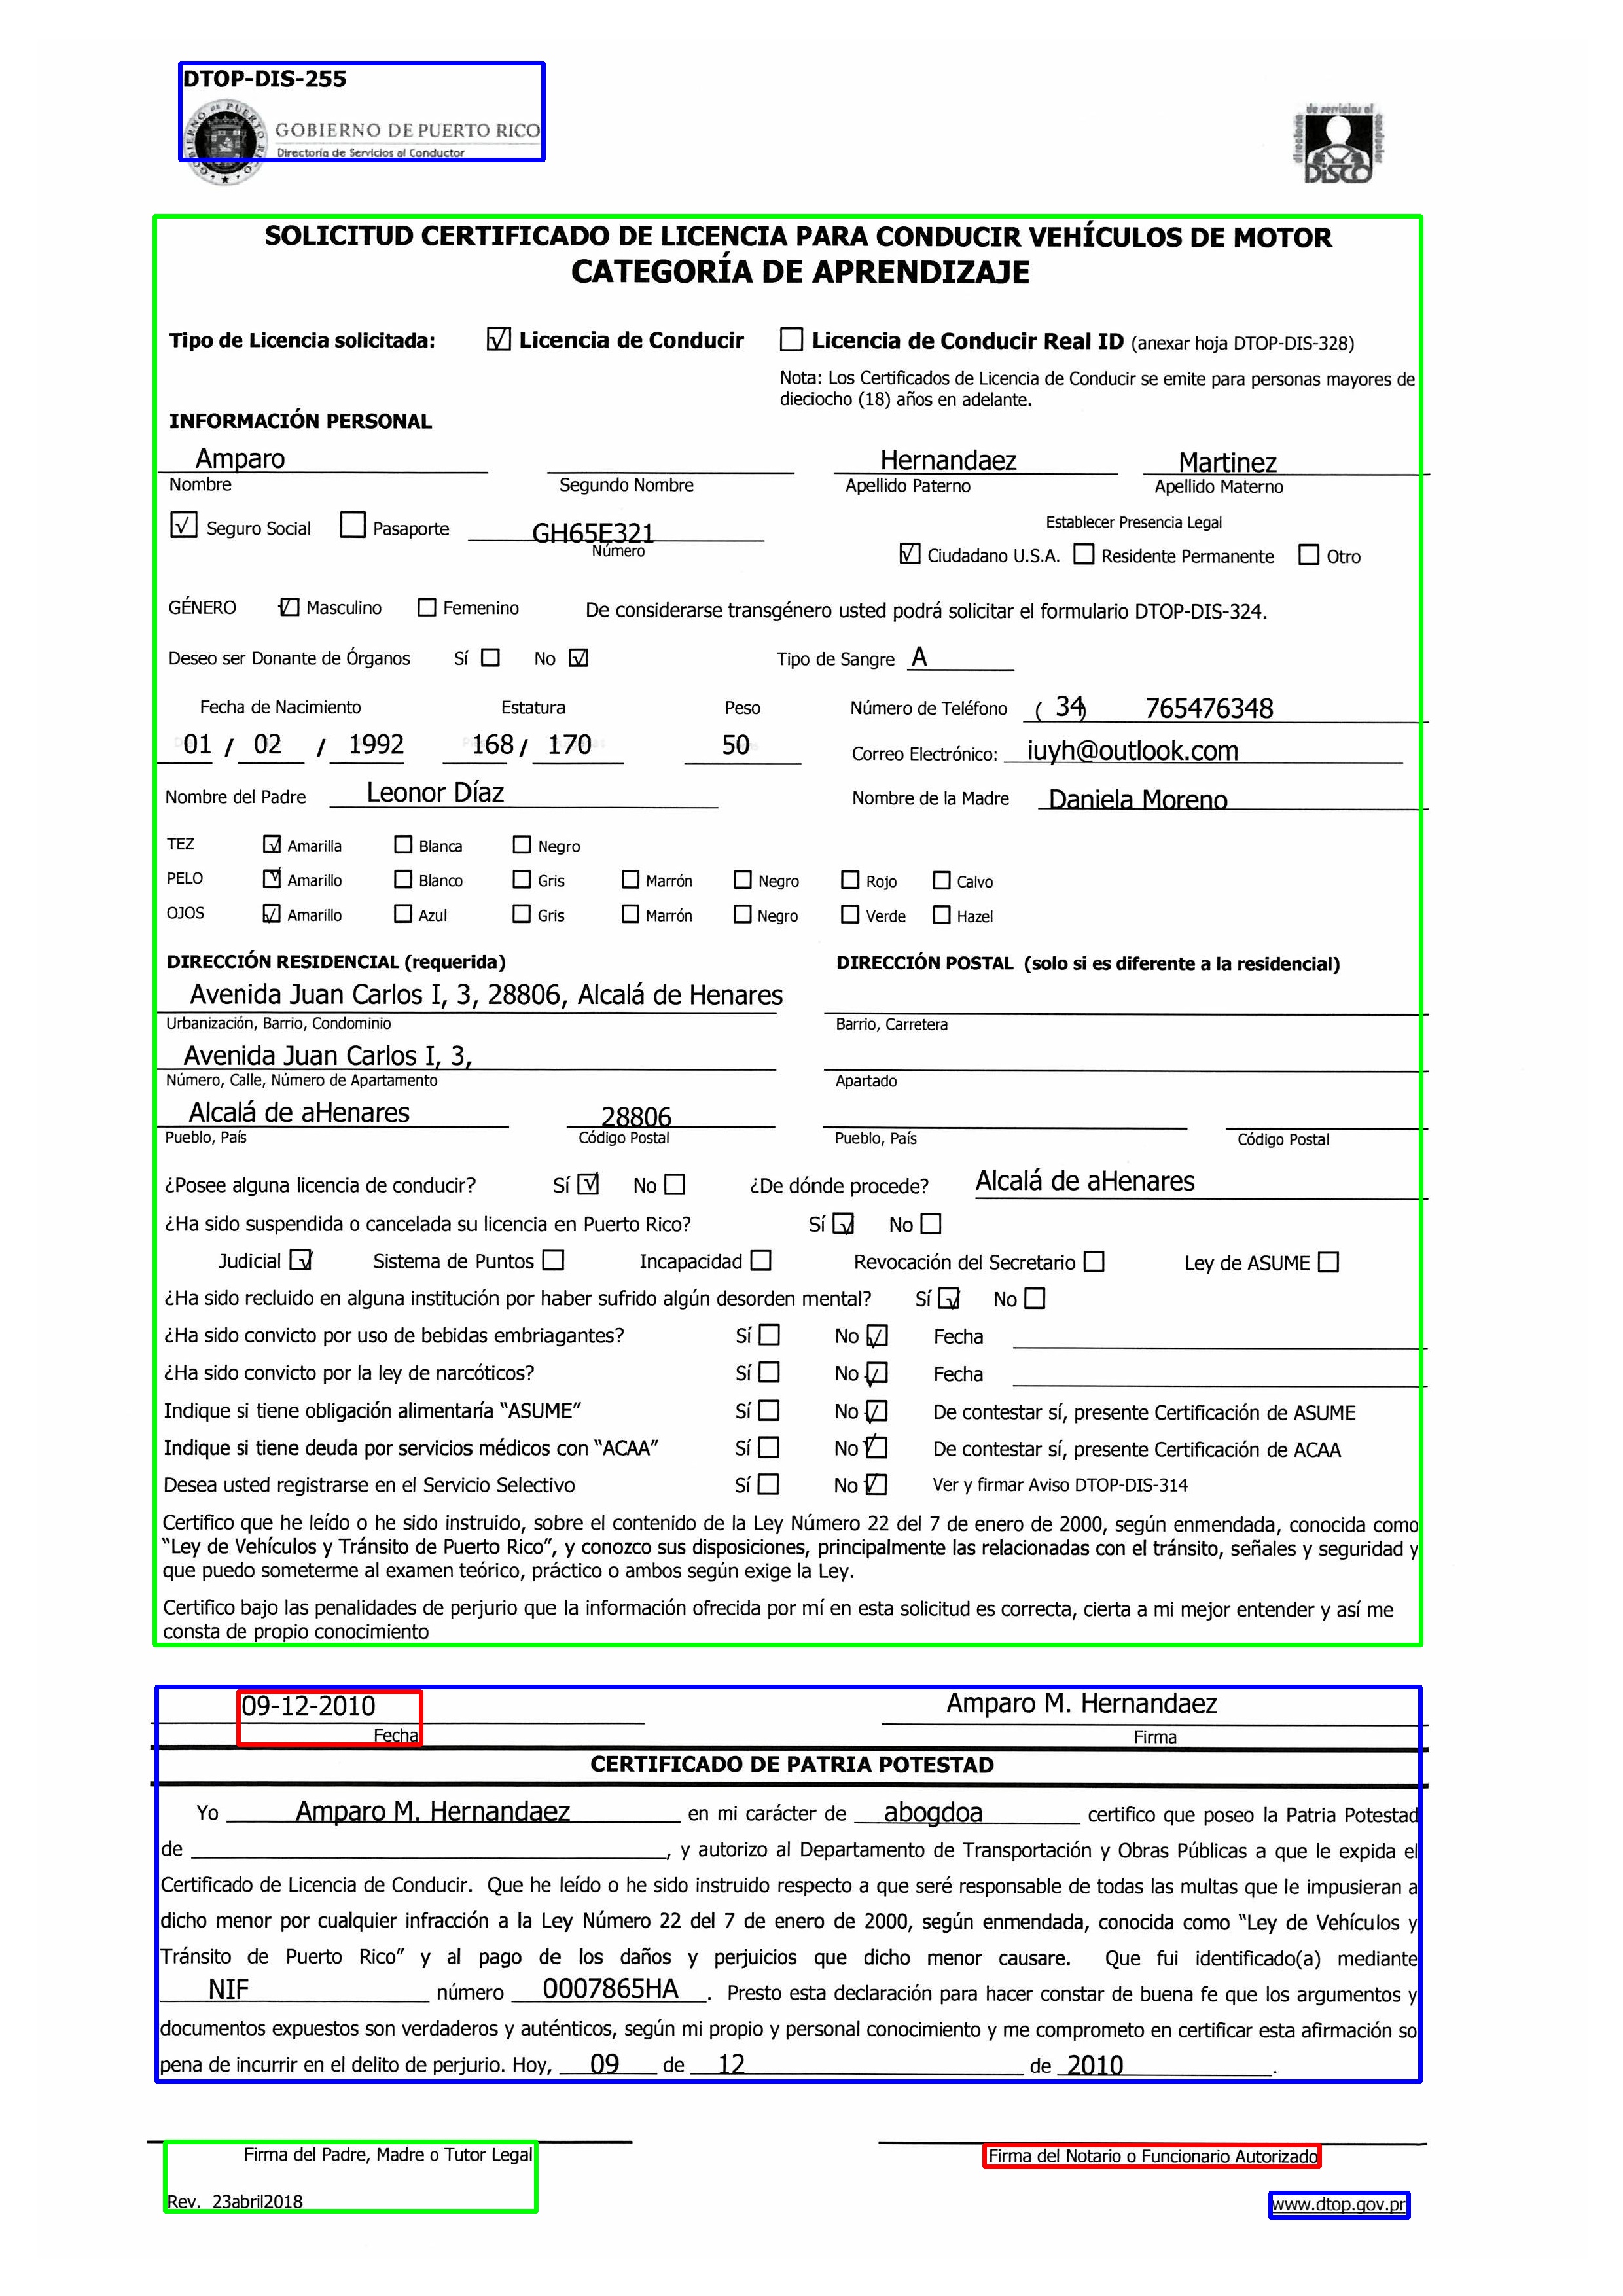 DTOP-DIS-255
GOBIERNO DE PUERTO RICO
Directoría de Servicios al Conductor
GOBIERNO DE PUERTO RICO
directoria de servicios al conductor
DISCO
SOLICITUD CERTIFICADO DE LICENCIA PARA CONDUCIR VEHÍCULOS DE MOTOR
CATEGORÍA DE APRENDIZAJE
Tipo de Licencia solicitada: √ Licencia de Conducir Licencia de Conducir Real ID (anexar hoja DTOP-DIS-328)
Nota: Los Certificados de Licencia de Conducir se emite para personas mayores de
dieciocho (18) años en adelante.
INFORMACIÓN PERSONAL
Amparo Hernandaez Martinez
Nombre Segundo Nombre Apellido Paterno Apellido Materno
√ Seguro Social Pasaporte GH65E321 Establecer Presencia Legal
Número √ Ciudadano U.S.A. Residente Permanente Otro
GÉNERO √ Masculino Femenino De considerarse transgénero usted podrá solicitar el formulario DTOP-DIS-324.
Deseo ser Donante de Órganos Sí No √ Tipo de Sangre A
Fecha de Nacimiento Estatura Peso Número de Teléfono ( 34) 765476348
01 / 02 / 1992 168 / 170 50 Correo Electrónico: iuyh@outlook.com
Nombre del Padre Leonor Díaz Nombre de la Madre Daniela Moreno
TEZ √ Amarilla Blanca Negro
PELO √ Amarillo Blanco Gris Marrón Negro Rojo Calvo
OJOS √ Amarillo Azul Gris Marrón Negro Verde Hazel
DIRECCIÓN RESIDENCIAL (requerida) DIRECCIÓN POSTAL (solo si es diferente a la residencial)
Avenida Juan Carlos I, 3, 28806, Alcalá de Henares
Urbanización, Barrio, Condominio Barrio, Carretera
Avenida Juan Carlos I, 3,
Número, Calle, Número de Apartamento Apartado
Alcalá de aHenares 28806
Pueblo, País Código Postal Pueblo, País Código Postal
¿Posee alguna licencia de conducir? Sí √ No ¿De dónde procede? Alcalá de aHenares
¿Ha sido suspendida o cancelada su licencia en Puerto Rico? Sí √ No
Judicial √ Sistema de Puntos Incapacidad Revocación del Secretario Ley de ASUME
¿Ha sido recluido en alguna institución por haber sufrido algún desorden mental? Sí √ No
¿Ha sido convicto por uso de bebidas embriagantes? Sí No √ Fecha
¿Ha sido convicto por la ley de narcóticos? Sí No √ Fecha
Indique si tiene obligación alimentaría “ASUME” Sí No √ De contestar sí, presente Certificación de ASUME
Indique si tiene deuda por servicios médicos con “ACAA” Sí No √ De contestar sí, presente Certificación de ACAA
Desea usted registrarse en el Servicio Selectivo Sí No √ Ver y firmar Aviso DTOP-DIS-314
Certifico que he leído o he sido instruido, sobre el contenido de la Ley Número 22 del 7 de enero de 2000, según enmendada, conocida como
“Ley de Vehículos y Tránsito de Puerto Rico”, y conozco sus disposiciones, principalmente las relacionadas con el tránsito, señales y seguridad y
que puedo someterme al examen teórico, práctico o ambos según exige la Ley.
Certifico bajo las penalidades de perjurio que la información ofrecida por mí en esta solicitud es correcta, cierta a mi mejor entender y así me
consta de propio conocimiento
09-12-2010 Amparo M. Hernandaez
Fecha Firma
CERTIFICADO DE PATRIA POTESTAD
Yo Amparo M. Hernandaez en mi carácter de abogdoa certifico que poseo la Patria Potestad
de , y autorizo al Departamento de Transportación y Obras Públicas a que le expida el
Certificado de Licencia de Conducir. Que he leído o he sido instruido respecto a que seré responsable de todas las multas que le impusieran a
dicho menor por cualquier infracción a la Ley Número 22 del 7 de enero de 2000, según enmendada, conocida como “Ley de Vehículos y
Tránsito de Puerto Rico” y al pago de los daños y perjuicios que dicho menor causare. Que fui identificado(a) mediante
NIF número 0007865HA. Presto esta declaración para hacer constar de buena fe que los argumentos y
documentos expuestos son verdaderos y auténticos, según mi propio y personal conocimiento y me comprometo en certificar esta afirmación so
pena de incurrir en el delito de perjurio. Hoy, 09 de 12 de 2010.
Firma del Padre, Madre o Tutor Legal Firma del Notario o Funcionario Autorizado
Rev. 23abril2018 www.dtop.gov.pr